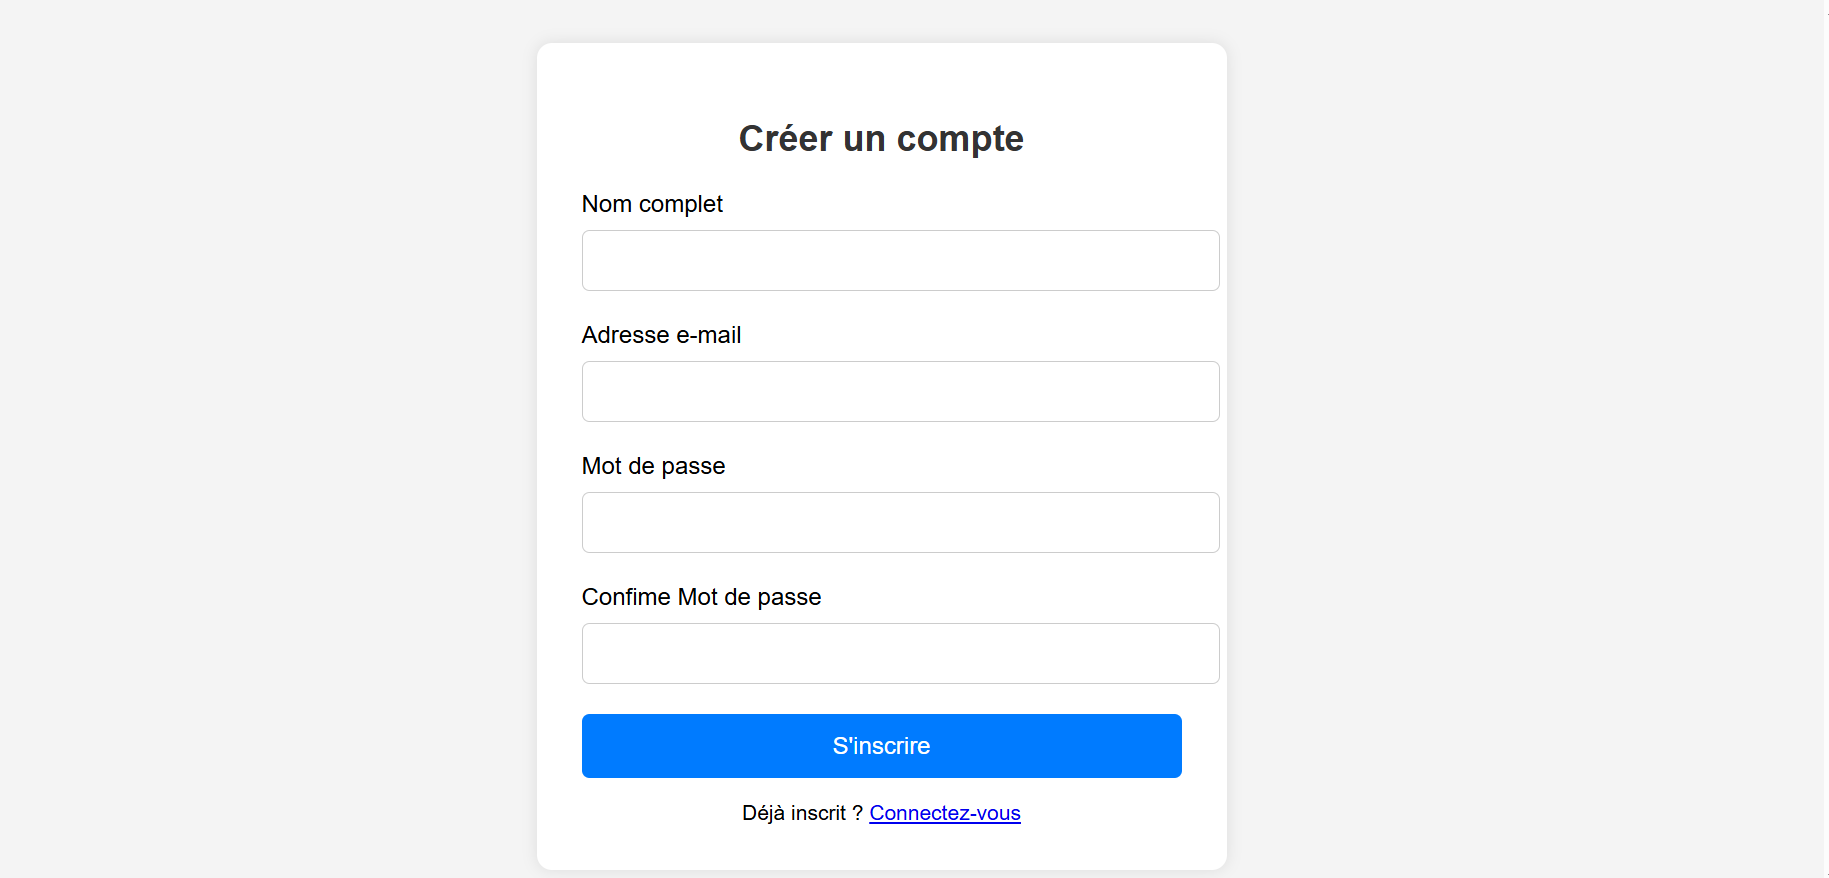 Créer un compte
Nom complet
Adresse e-mail
Mot de passe
Confime Mot de passe
S'inscrire
Déjà inscrit ? Connectez-vous